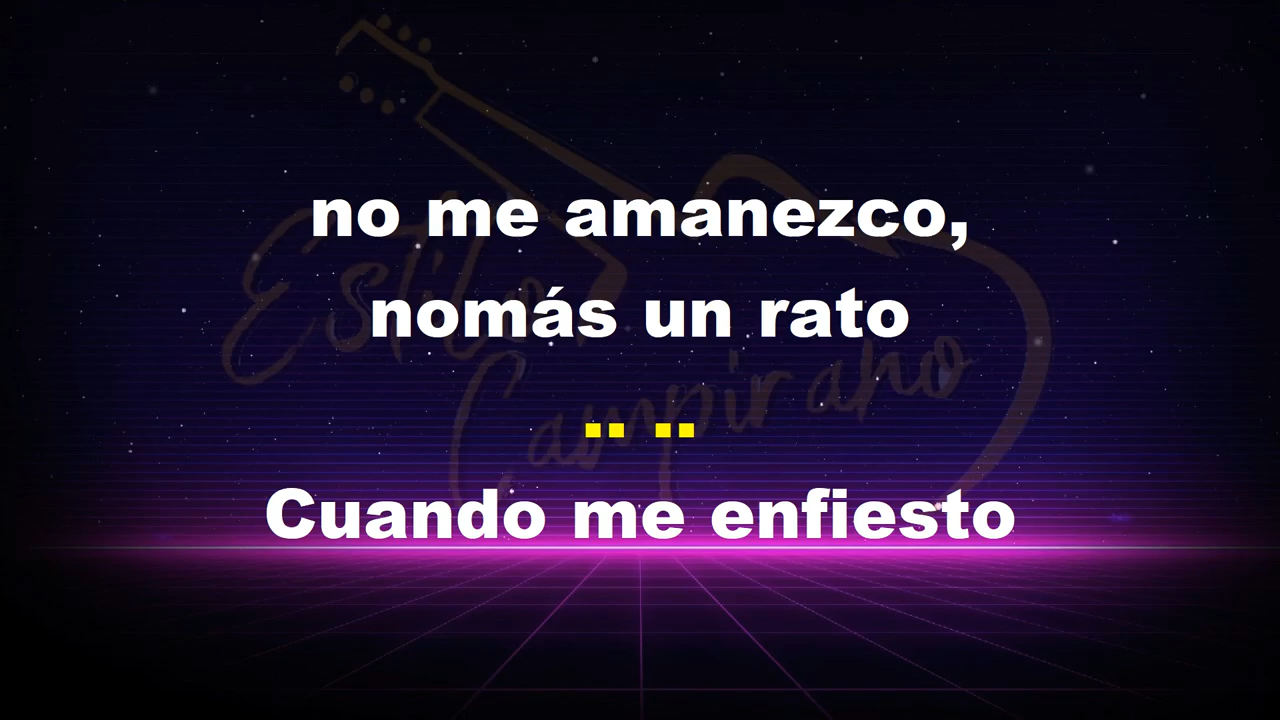 no me amanezco,
nomás un rato
.. ..
Cuando me enfiesto
Estilo
Campirano